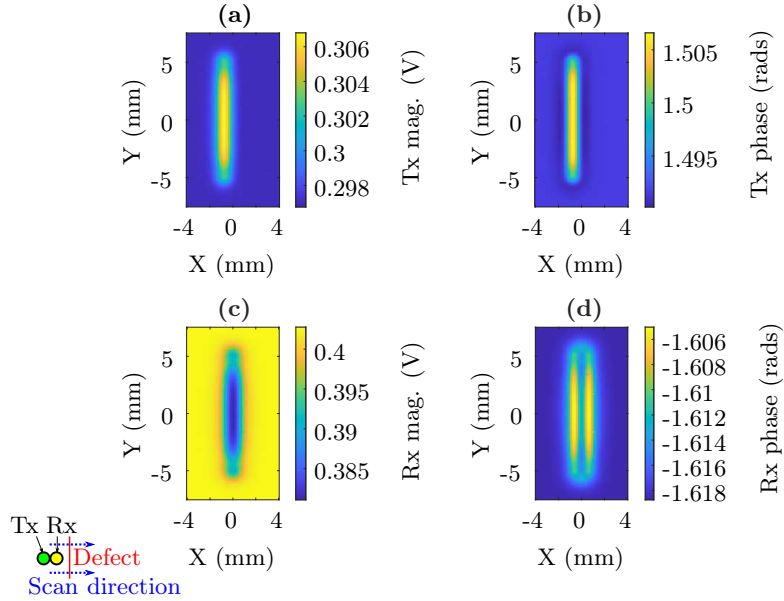 (a)
0.306
0.304
0.302
0.3
0.298
Tx mag. (V)
5
0
-5
Y (mm)
-4
0
4
X (mm)
(b)
1.505
1.5
1.495
Tx phase (rads)
5
0
-5
Y (mm)
-4
0
4
X (mm)
(c)
0.4
0.395
0.39
0.385
Rx mag. (V)
5
0
-5
Y (mm)
-4
0
4
X (mm)
(d)
-1.606
-1.608
-1.61
-1.612
-1.614
-1.616
-1.618
Rx phase (rads)
5
0
-5
Y (mm)
-4
0
4
X (mm)
Tx Rx
Defect
Scan direction